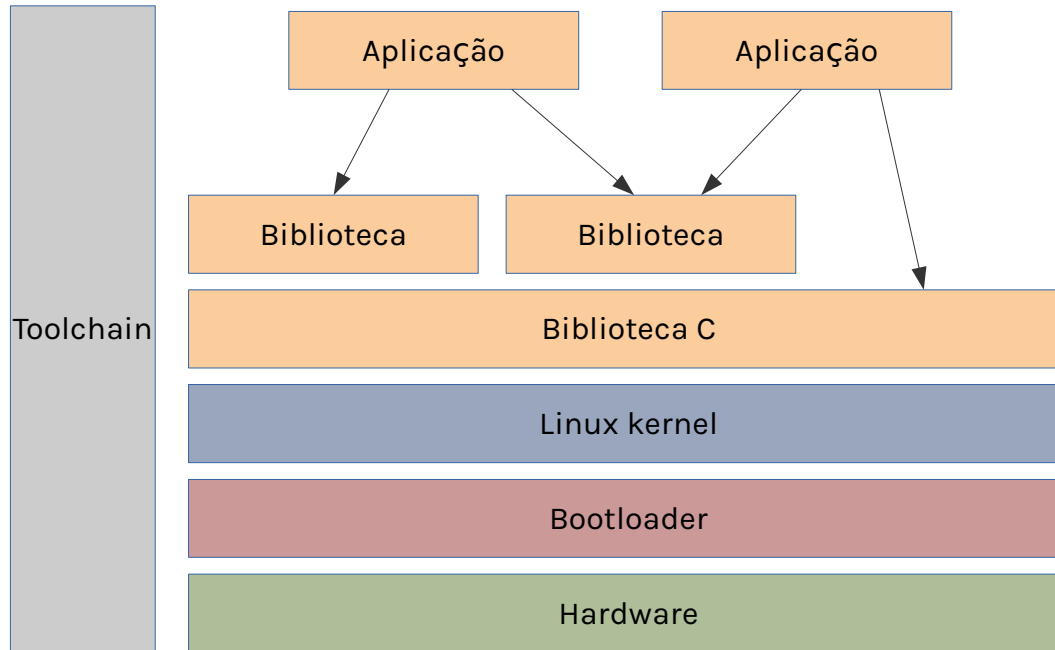 Aplicação
Aplicação
Biblioteca
Biblioteca
Toolchain
Biblioteca C
Linux kernel
Bootloader
Hardware